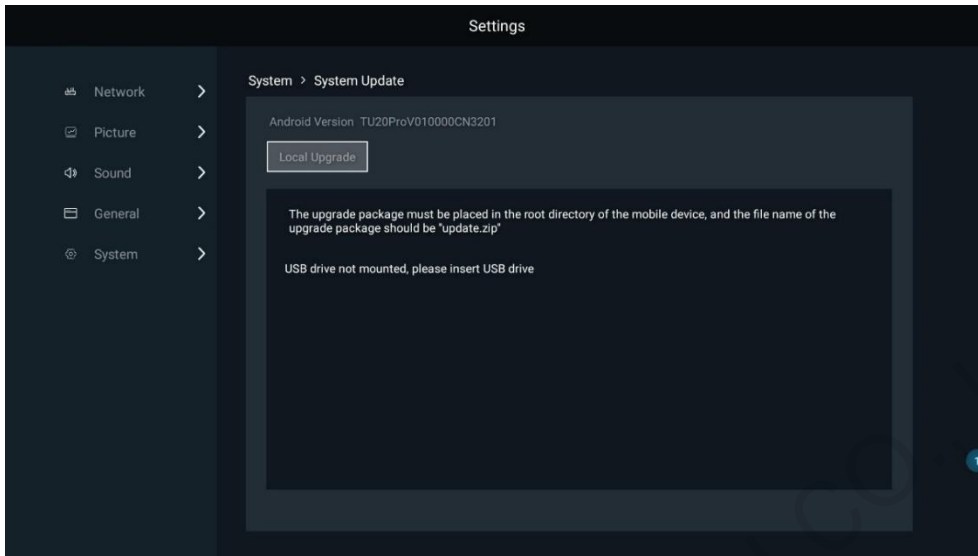 Settings
Network
Picture
Sound
General
System
System > System Update
Android Version TU20ProV010000CN3201
Local Upgrade
The upgrade package must be placed in the root directory of the mobile device, and the file name of the
upgrade package should be "update.zip"
USB drive not mounted, please insert USB drive